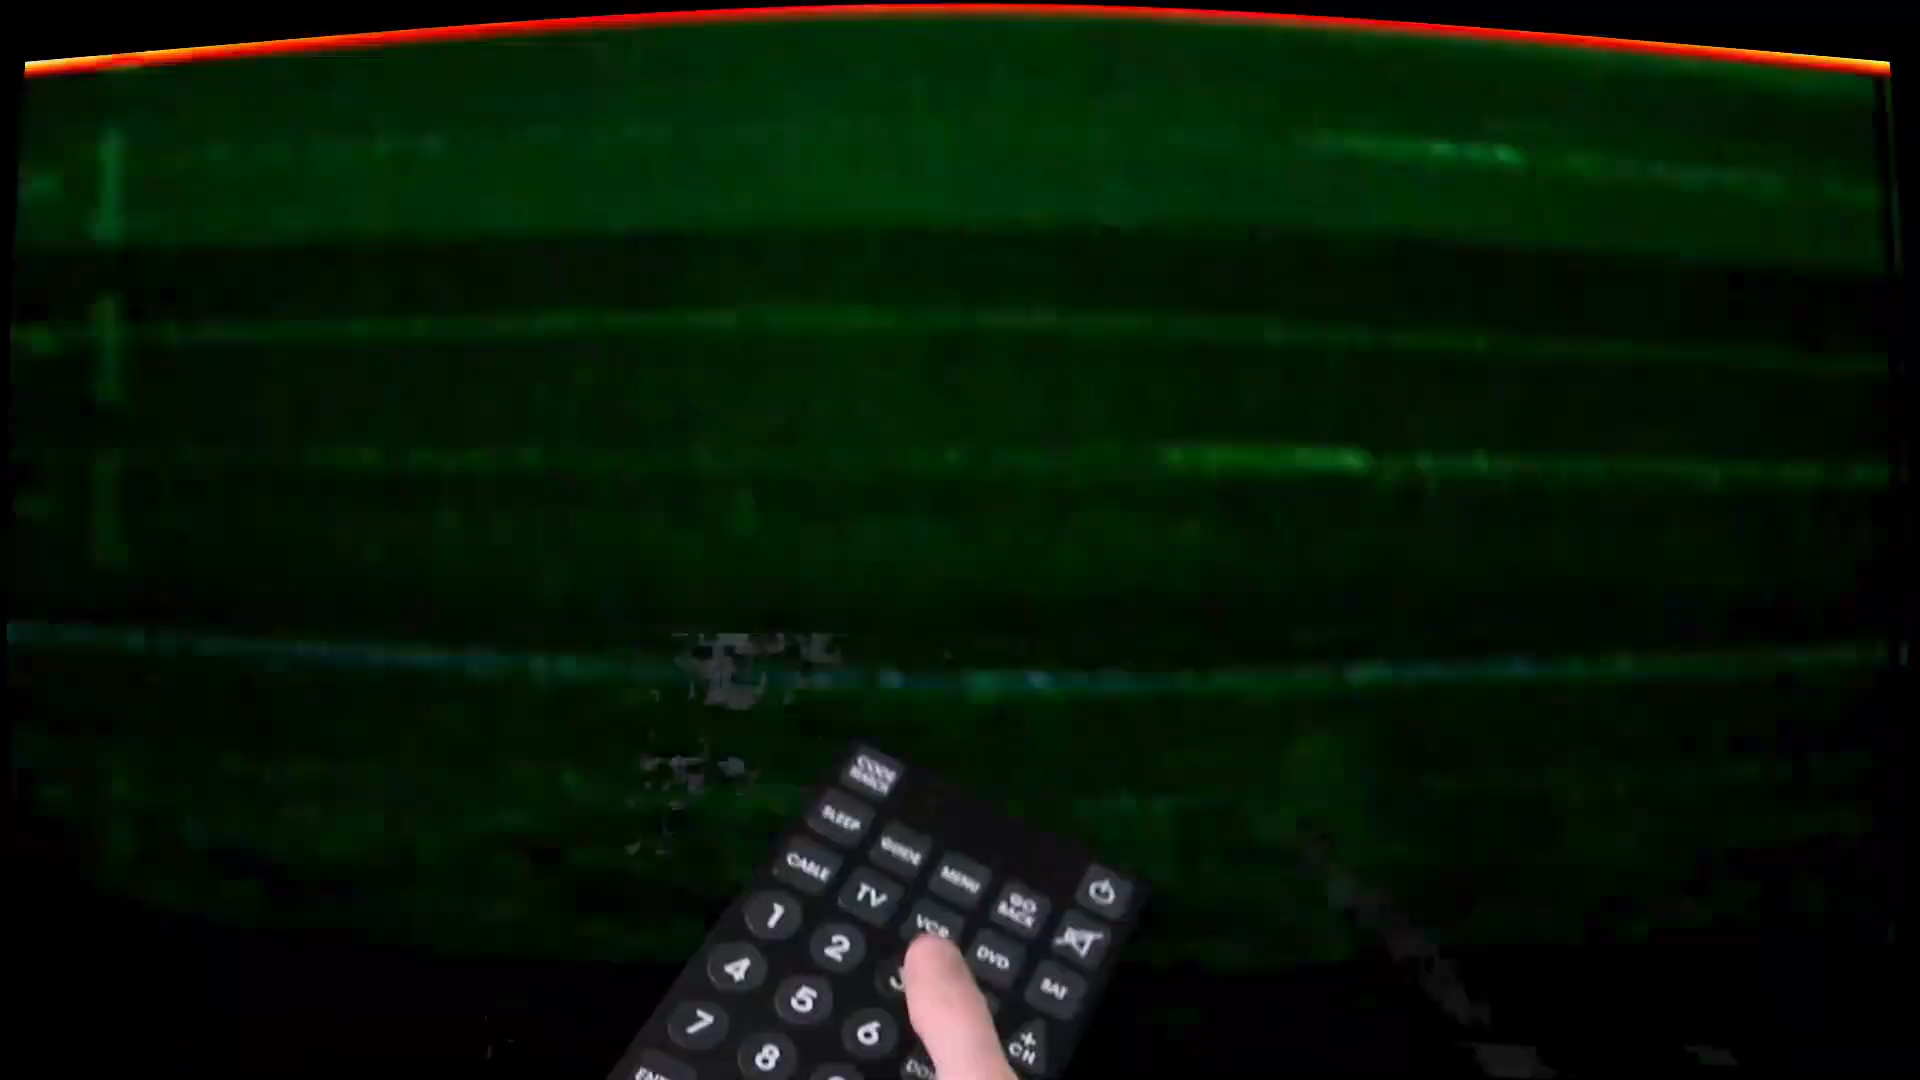 CODE
SEARCH
SLEEP
GUIDE
MENU
GO
BACK
CABLE
TV
VCR
DVD
SAT
1
2
3
4
5
6
7
8
+
CH